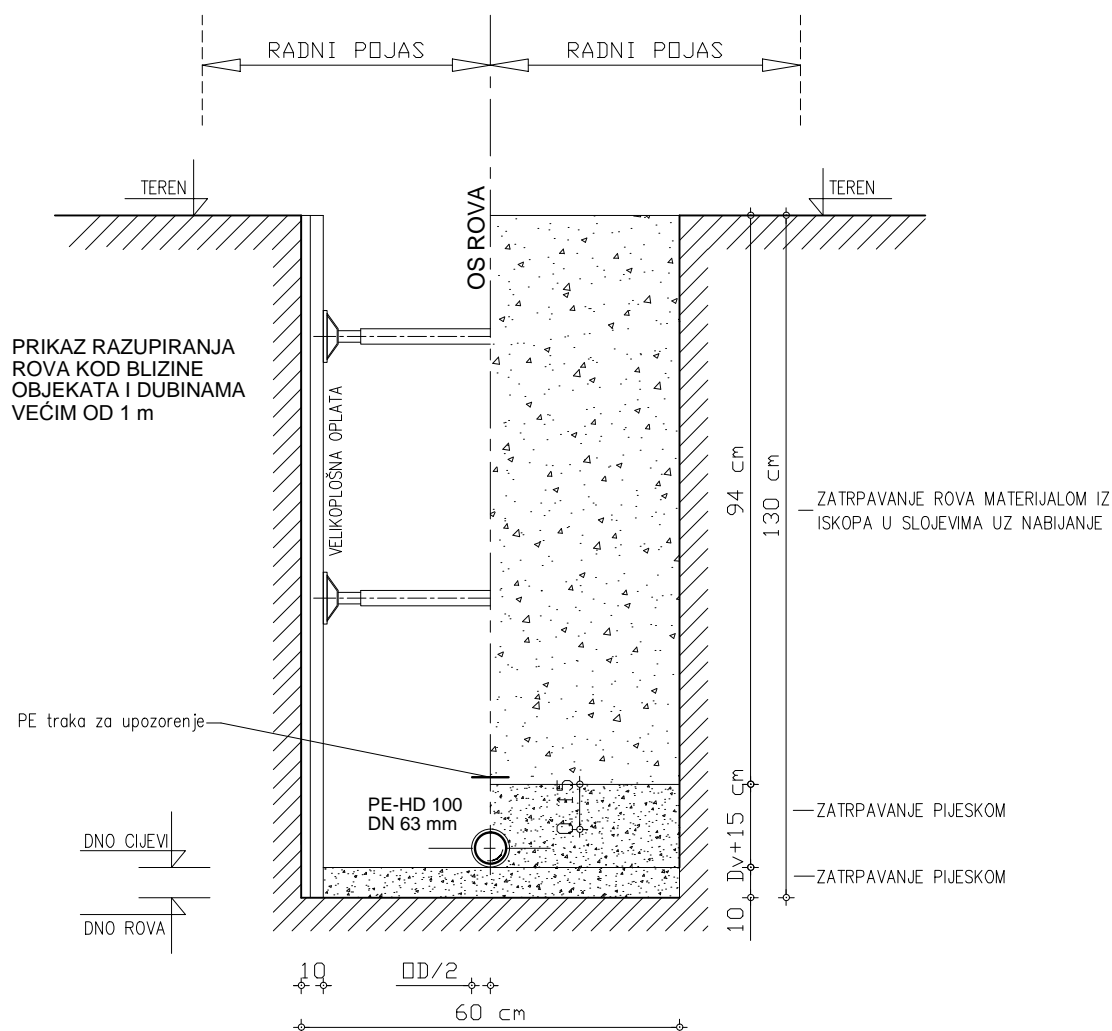 RADNI POJAS
RADNI POJAS
TEREN
TEREN
OS ROVA
PRIKAZ RAZUPIRANJA
ROVA KOD BLIZINE
OBJEKATA I DUBINAMA
VEĆIM OD 1 m
VELIKOPLOŠNA OPLATA
94 cm
130 cm
ZATRPAVANJE ROVA MATERIJALOM IZ
ISKOPA U SLOJEVIMA UZ NABIJANJE
PE traka za upozorenje
PE-HD 100
DN 63 mm
0.15
Dv+15 cm
ZATRPAVANJE PIJESKOM
DNO CIJEVI
10
ZATRPAVANJE PIJESKOM
DNO ROVA
10
OD/2
60 cm